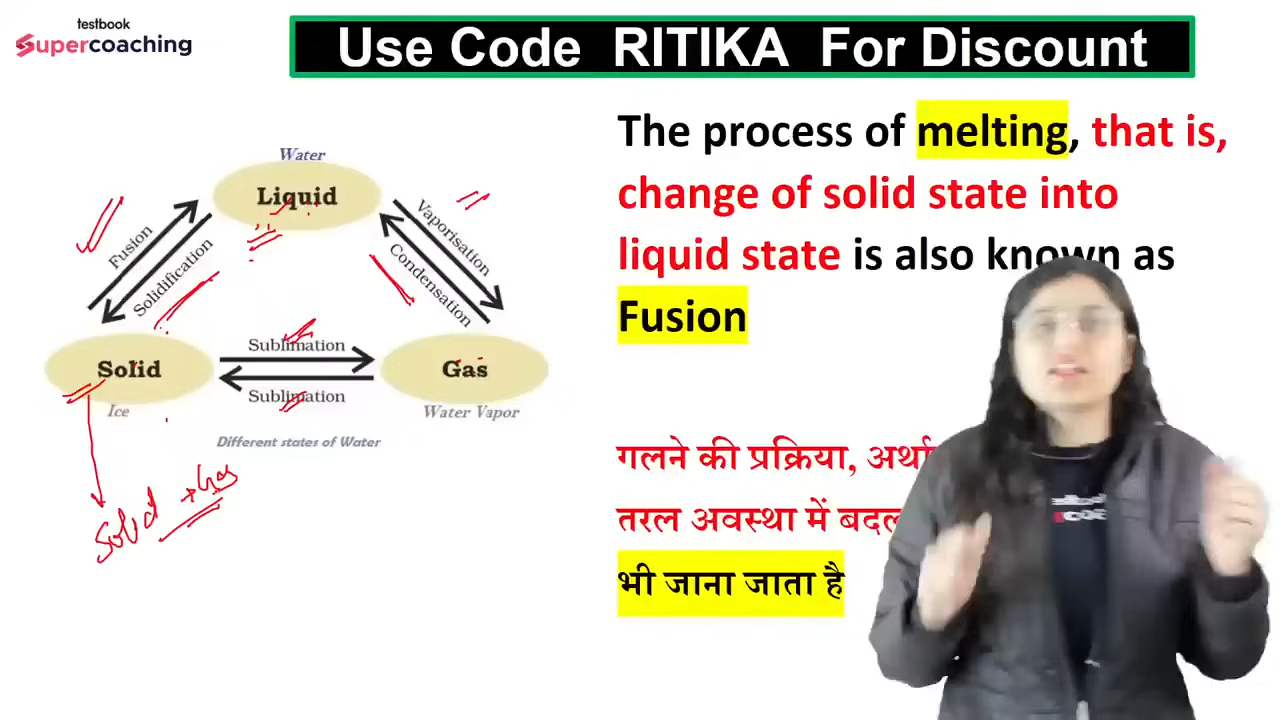 testbook
Supercoaching
Use Code RITIKA For Discount
Water
Liquid
Fusion
Solidification
Vaporisation
Condensation
Sublimation
Solid
Gas
Sublimation
Ice
Water Vapor
Different states of Water
Solid → Gas
The process of melting, that is,
change of solid state into
liquid state is also known as
Fusion
गलने की प्रक्रिया,
तरल अवस्था में
भी जाना जाता है